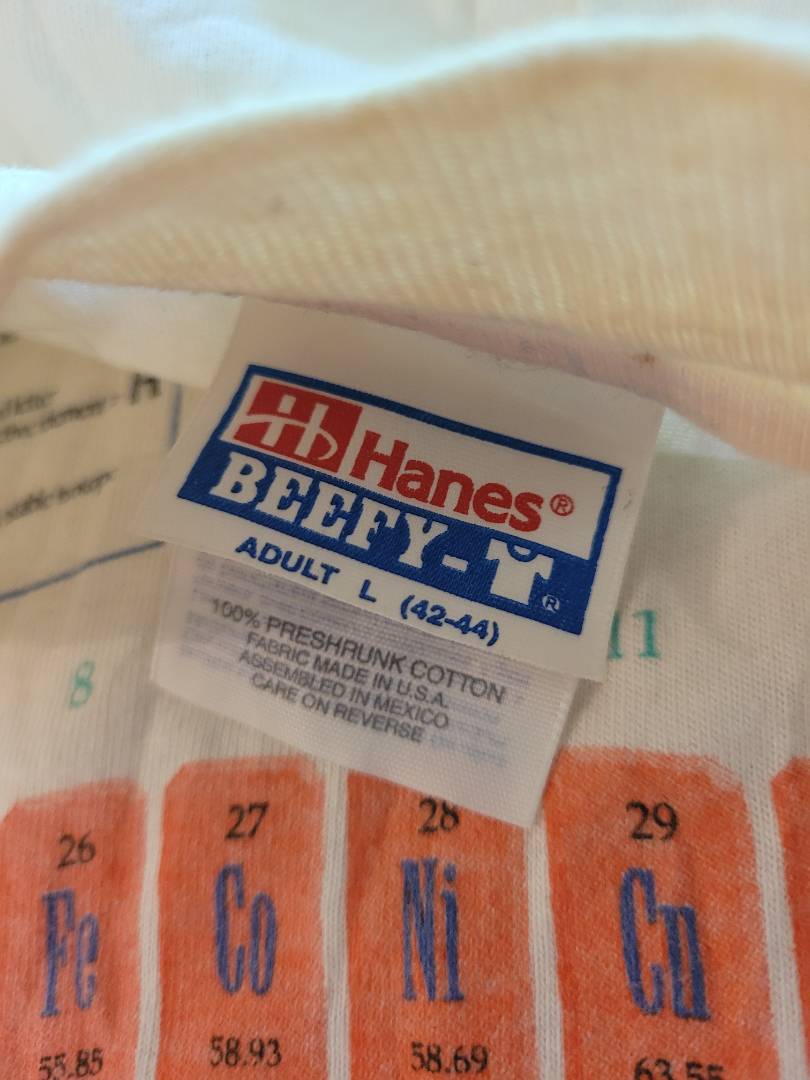 Hanes®
BEEFY-T®
ADULT L (42-44)
100% PRESHRUNK COTTON
FABRIC MADE IN U.S.A.
ASSEMBLED IN MEXICO
CARE ON REVERSE
8
11
26
27
28
29
Fe
Co
Ni
Cu
55.85
58.93
58.69
63.55